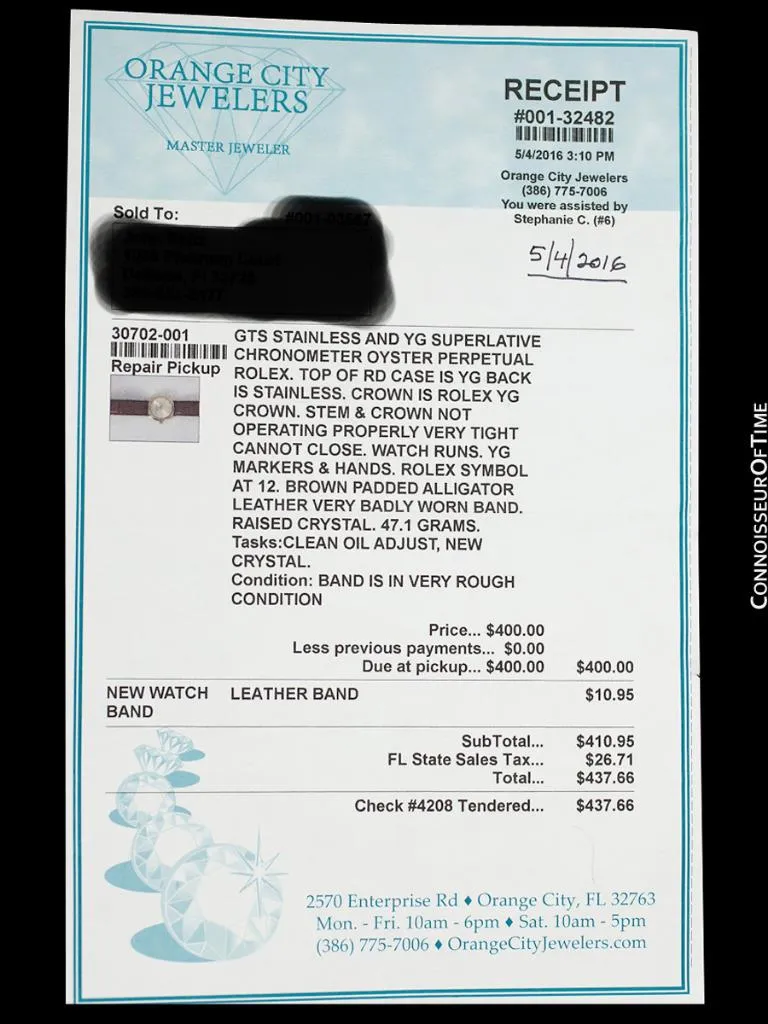 ORANGE CITY
JEWELERS
MASTER JEWELER
RECEIPT
#001-32482
5/4/2016 3:10 PM
Orange City Jewelers
(386) 775-7006
You were assisted by
Stephanie C. (#6)
5/4/2016
Sold To:
30702-001
Repair Pickup
GTS STAINLESS AND YG SUPERLATIVE
CHRONOMETER OYSTER PERPETUAL
ROLEX. TOP OF RD CASE IS YG BACK
IS STAINLESS. CROWN IS ROLEX YG
CROWN. STEM & CROWN NOT
OPERATING PROPERLY VERY TIGHT
CANNOT CLOSE. WATCH RUNS. YG
MARKERS & HANDS. ROLEX SYMBOL
AT 12. BROWN PADDED ALLIGATOR
LEATHER VERY BADLY WORN BAND.
RAISED CRYSTAL. 47.1 GRAMS.
Tasks:CLEAN OIL ADJUST, NEW
CRYSTAL.
Condition: BAND IS IN VERY ROUGH
CONDITION
Price... $400.00
Less previous payments... $0.00
Due at pickup... $400.00 $400.00
NEW WATCH LEATHER BAND $10.95
BAND
SubTotal... $410.95
FL State Sales Tax... $26.71
Total... $437.66
Check #4208 Tendered... $437.66
2570 Enterprise Rd ♦ Orange City, FL 32763
Mon. - Fri. 10am - 6pm ♦ Sat. 10am - 5pm
(386) 775-7006 ♦ OrangeCityJewelers.com
CONNOISSEUROFTIME